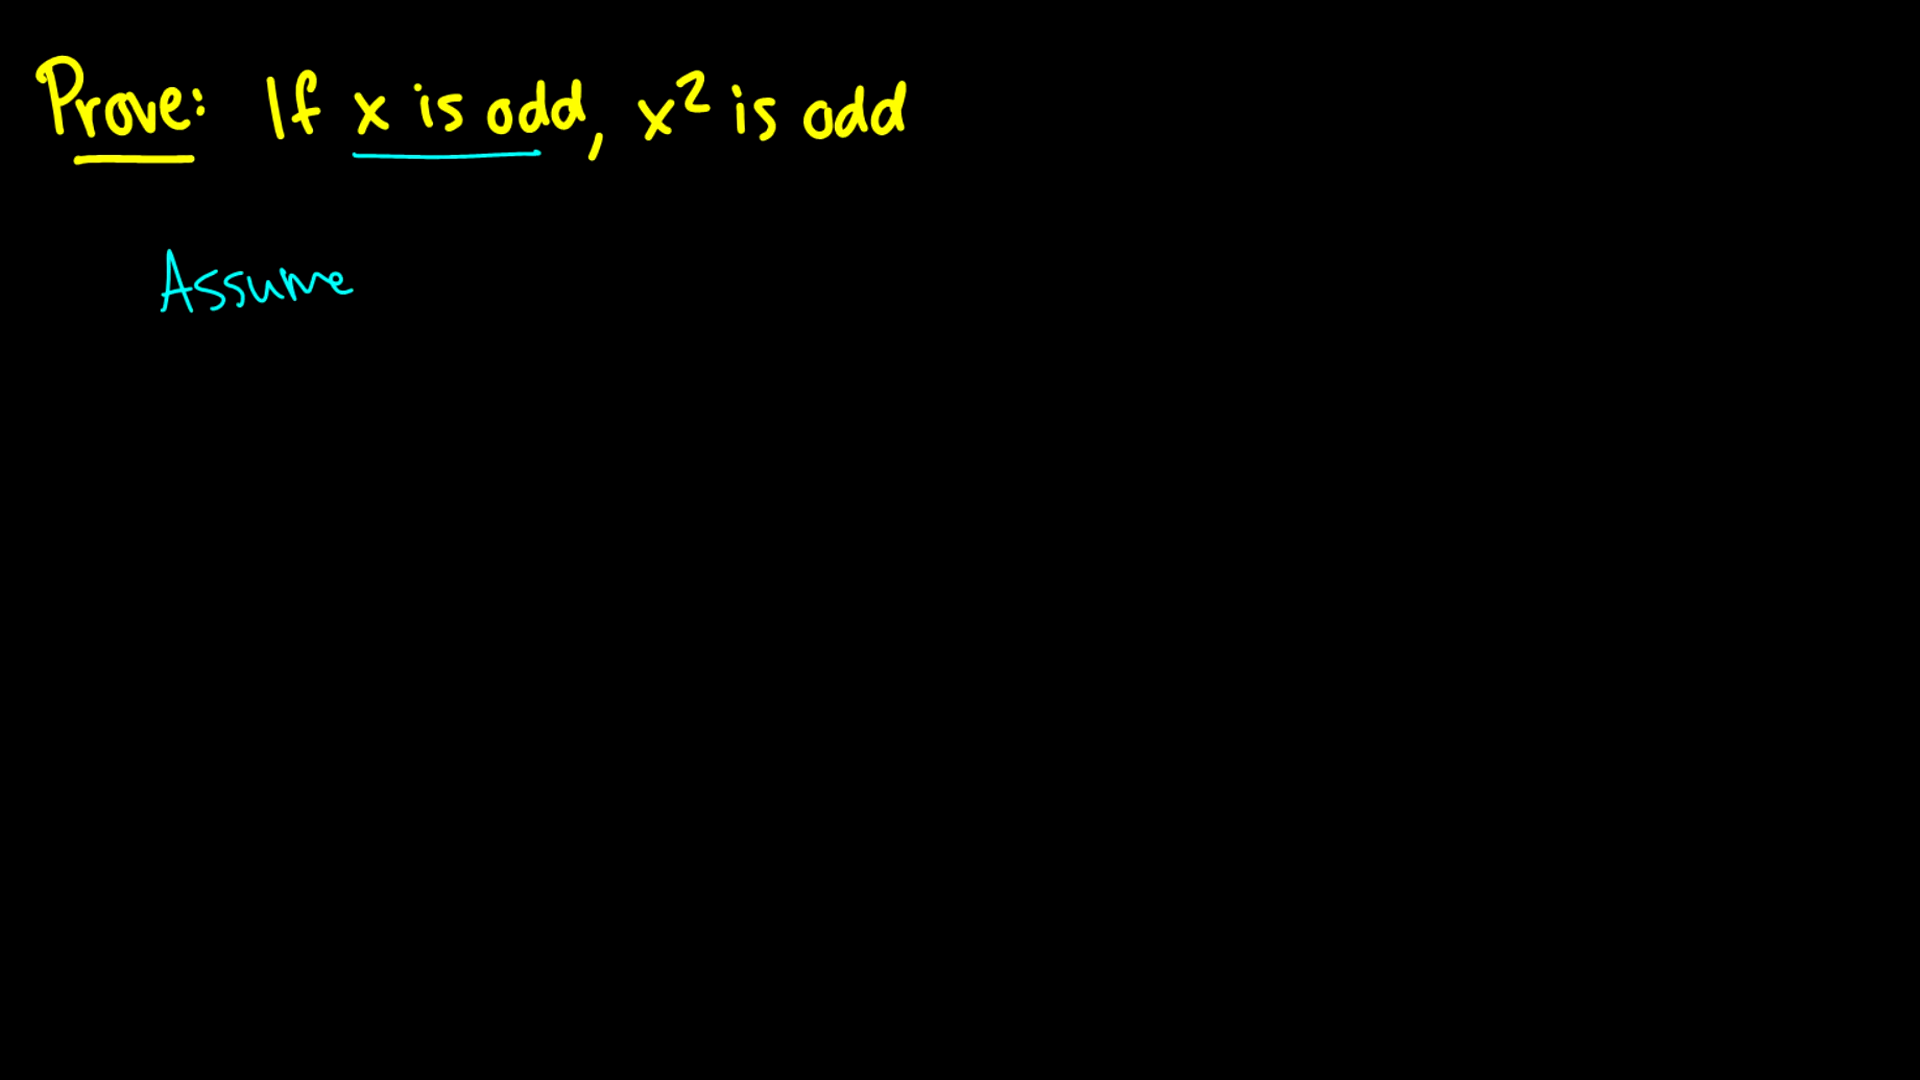 Prove: If x is odd, x² is odd
Assume